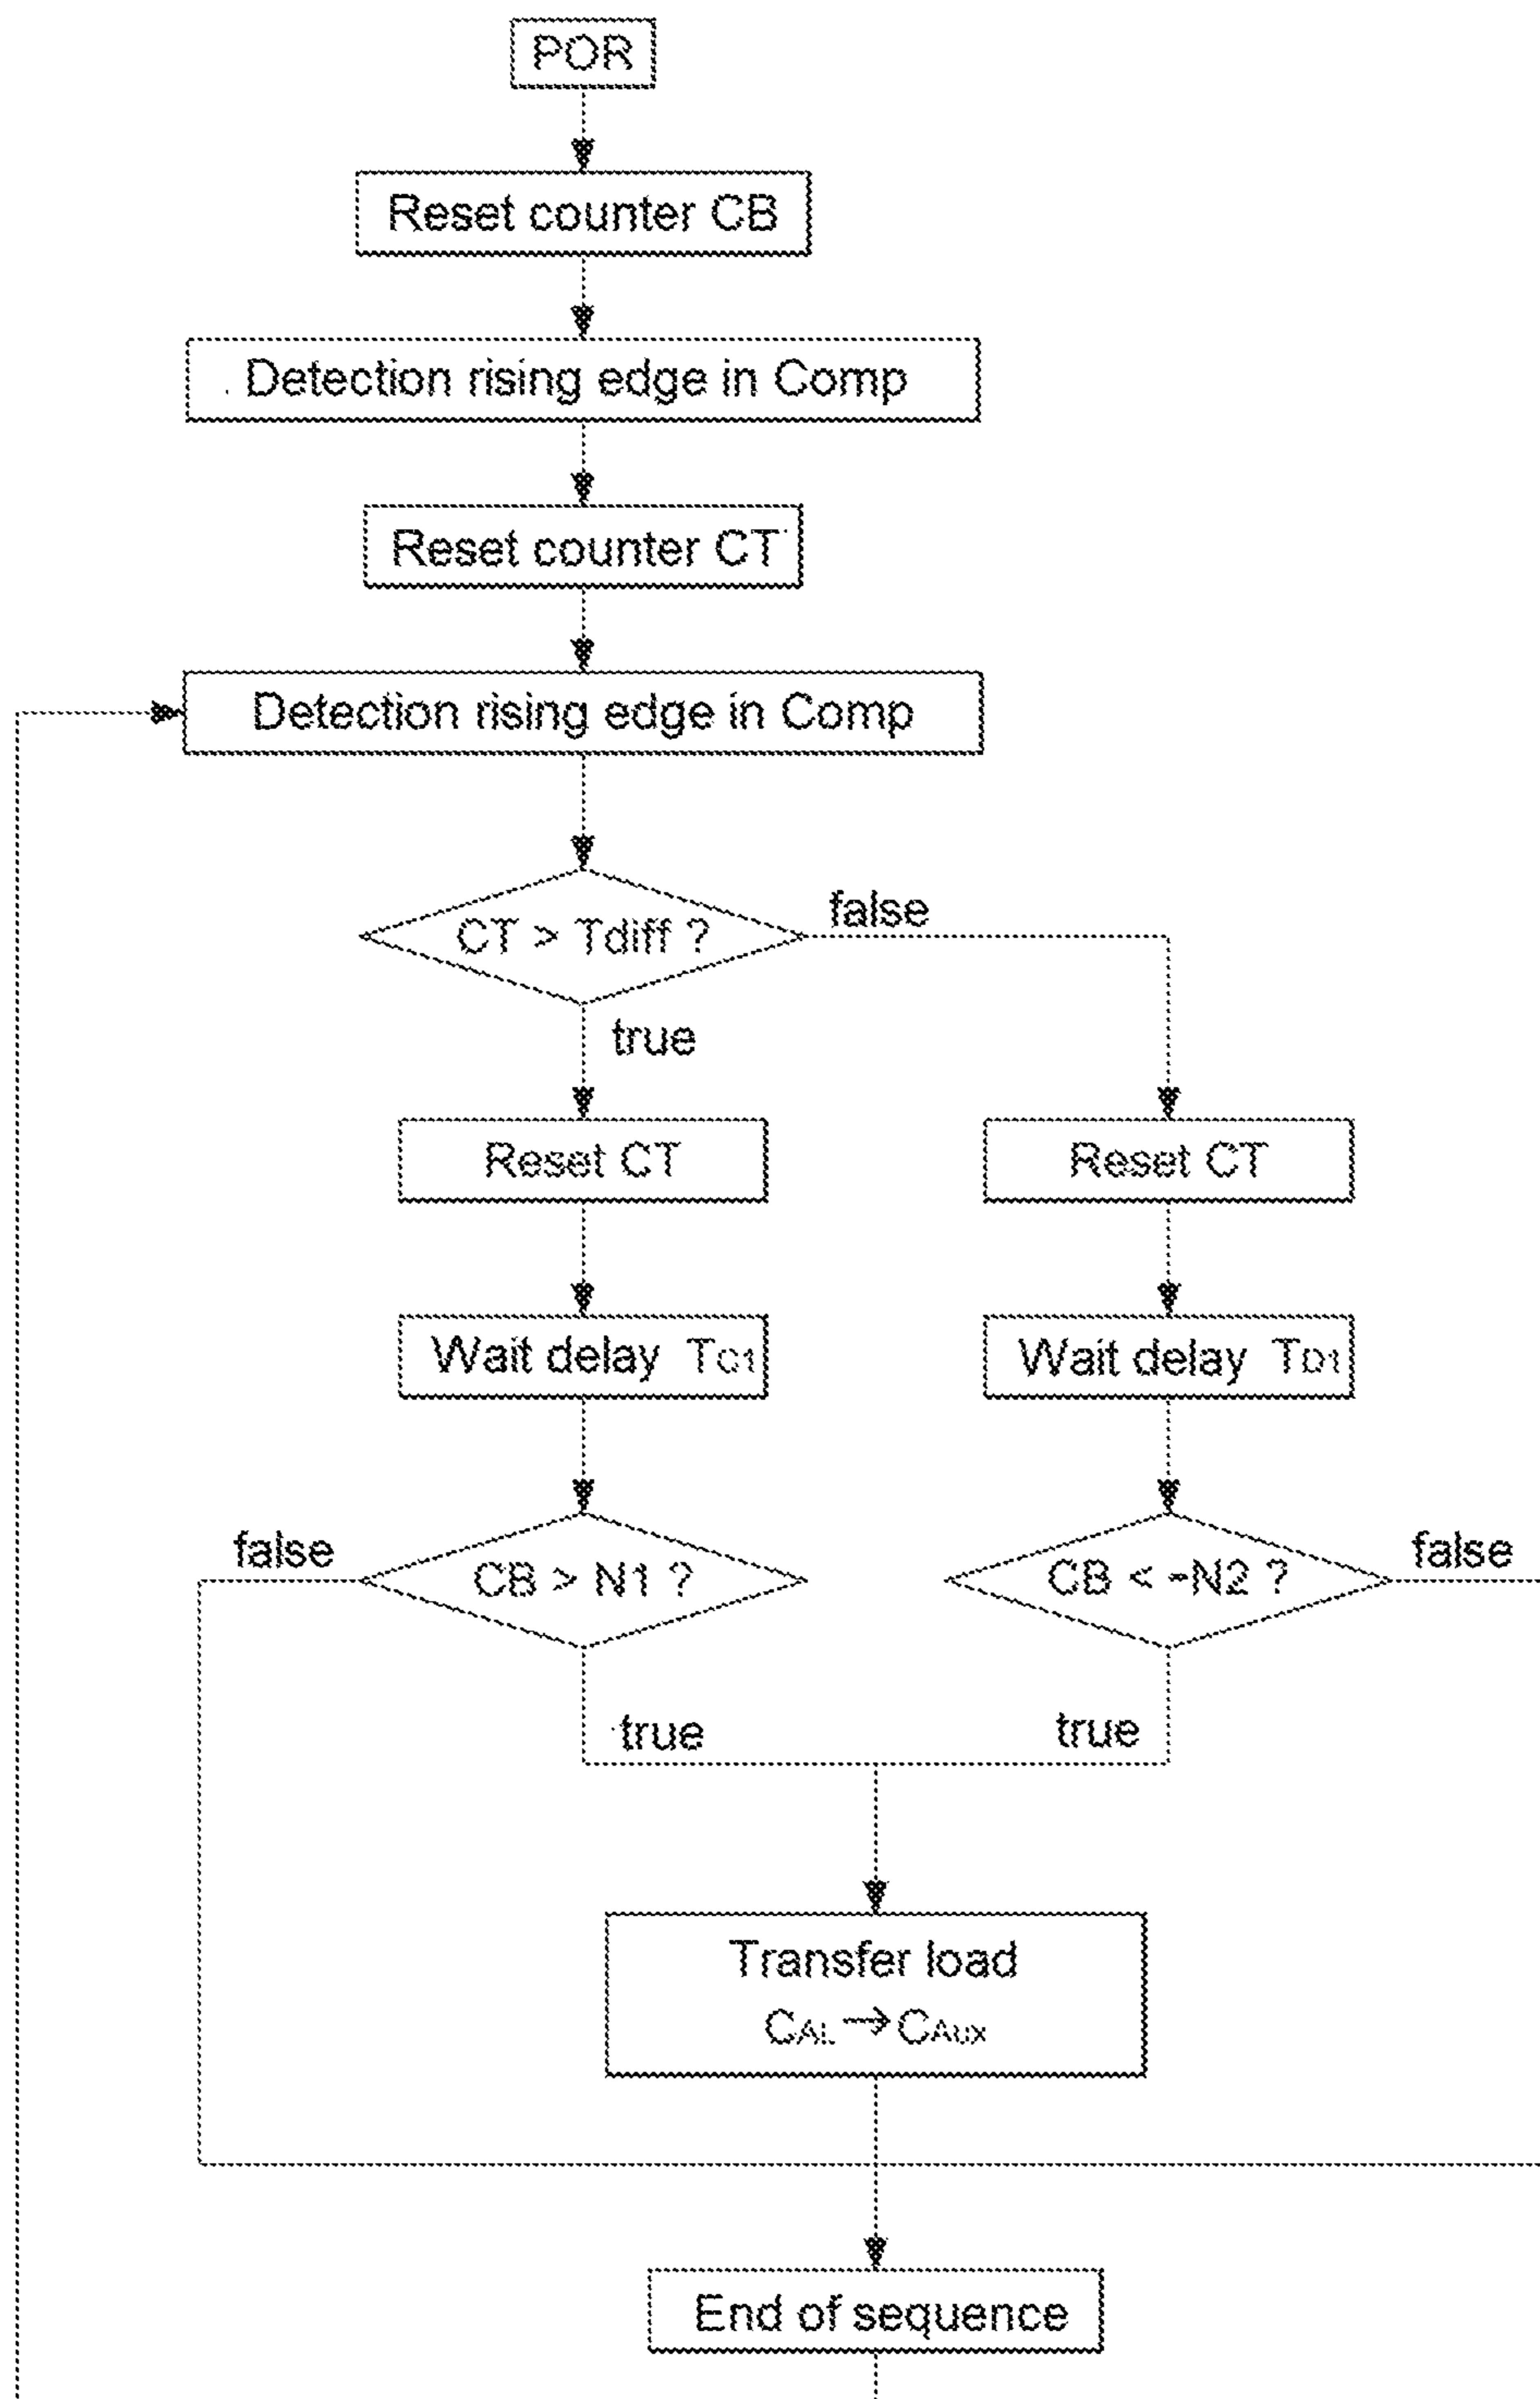 POR
Reset counter CB
Detection rising edge in Comp
Reset counter CT
Detection rising edge in Comp
CT > Tdiff ?
false
true
Reset CT
Reset CT
Wait delay TC1
Wait delay TD1
false
CB > N1 ?
CB < -N2 ?
false
true
true
Transfer load
CAL → CAux
End of sequence